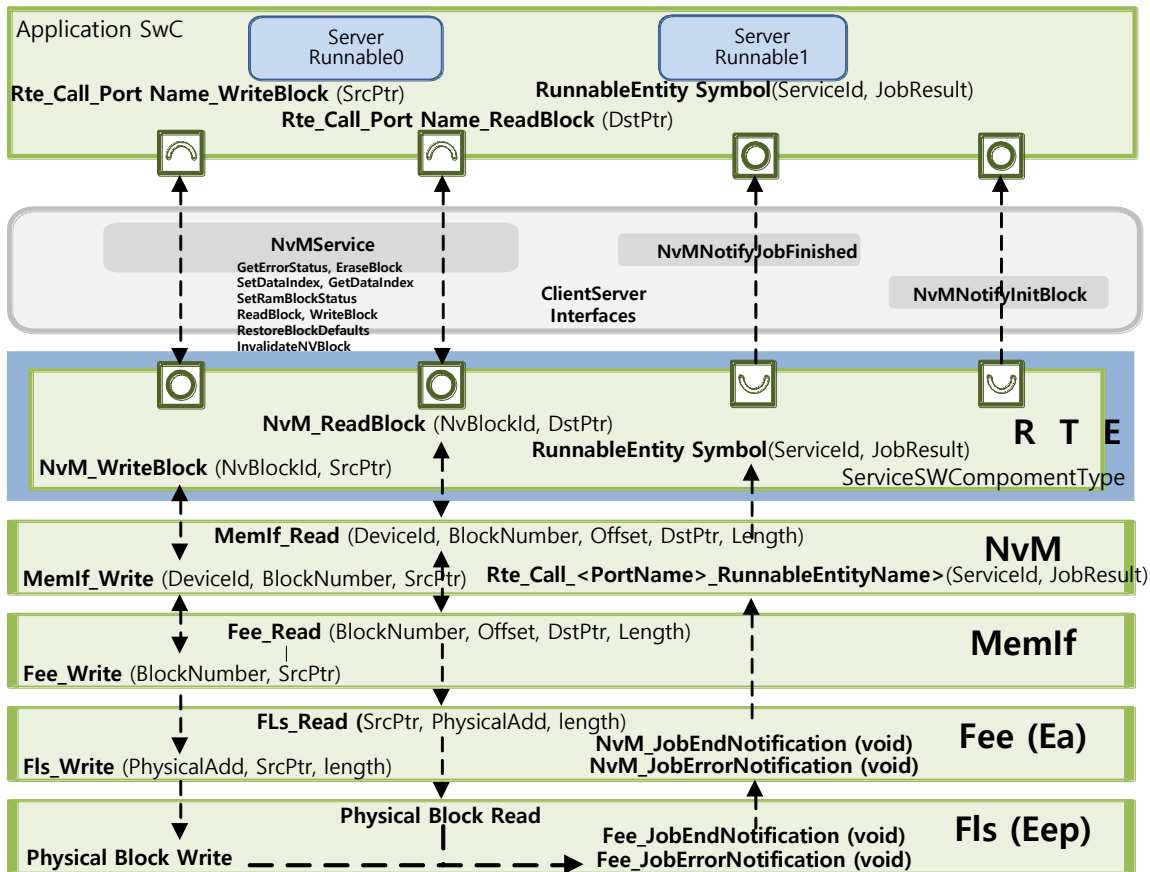 Application SwC
Server
Runnable0
Server
Runnable1
Rte_Call_Port Name_WriteBlock (SrcPtr)
RunnableEntity Symbol(ServiceId, JobResult)
Rte_Call_Port Name_ReadBlock (DstPtr)
NvMService
GetErrorStatus, EraseBlock
SetDataIndex, GetDataIndex
SetRamBlockStatus
ReadBlock, WriteBlock
RestoreBlockDefaults
InvalidateNVBlock
ClientServer
Interfaces
NvMNotifyJobFinished
NvMNotifyInitBlock
NvM_ReadBlock (NvBlockId, DstPtr)
R T E
RunnableEntity Symbol(ServiceId, JobResult)
NvM_WriteBlock (NvBlockId, SrcPtr)
ServiceSWCompomentType
MemIf_Read (DeviceId, BlockNumber, Offset, DstPtr, Length)
NvM
MemIf_Write (DeviceId, BlockNumber, SrcPtr)
Rte_Call_<PortName>_RunnableEntityName>(ServiceId, JobResult)
Fee_Read (BlockNumber, Offset, DstPtr, Length)
MemIf
Fee_Write (BlockNumber, SrcPtr)
FLs_Read (SrcPtr, PhysicalAdd, length)
Fee (Ea)
NvM_JobEndNotification (void)
NvM_JobErrorNotification (void)
Fls_Write (PhysicalAdd, SrcPtr, length)
Physical Block Read
Fls (Eep)
Fee_JobEndNotification (void)
Fee_JobErrorNotification (void)
Physical Block Write